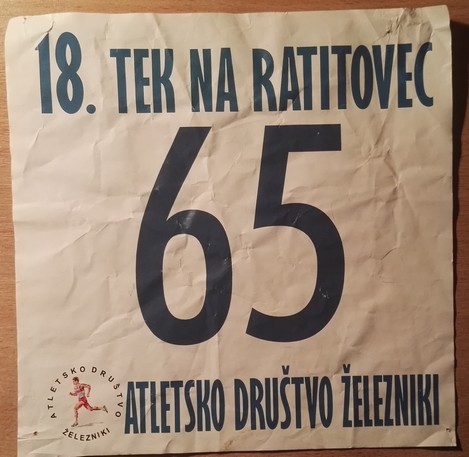 18. TEK NA RATITOVEC
65
ATLETSKO DRUŠTVO
ŽELEZNIKI
ATLETSKO DRUŠTVO ŽELEZNIKI